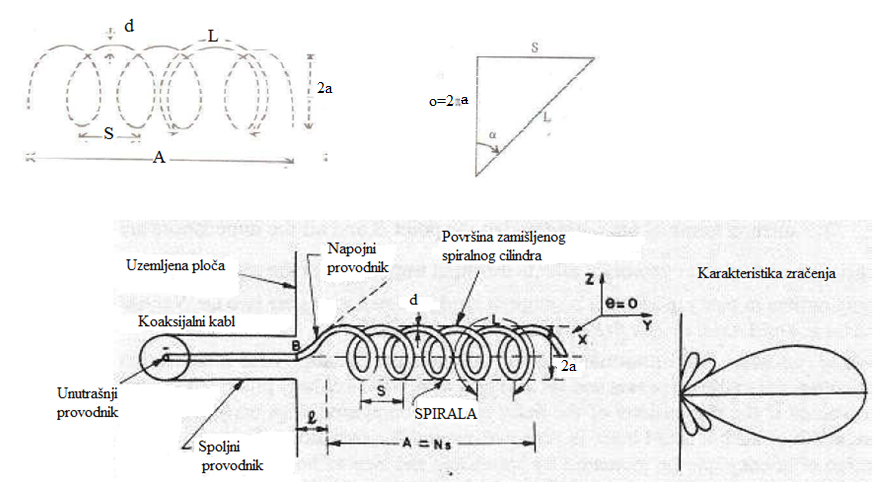 d
L
2a
S
A
S
o=2πa
L
α
Napojni
provodnik
Površina zamišljenog
spiralnog cilindra
Uzemljena ploča
Koaksijalni kabl
B
d
L
Z
θ=0
Y
X
Karakteristika zračenja
2a
S
SPIRALA
Unutrašnji
provodnik
Spoljni
provodnik
ℓ
A = Ns